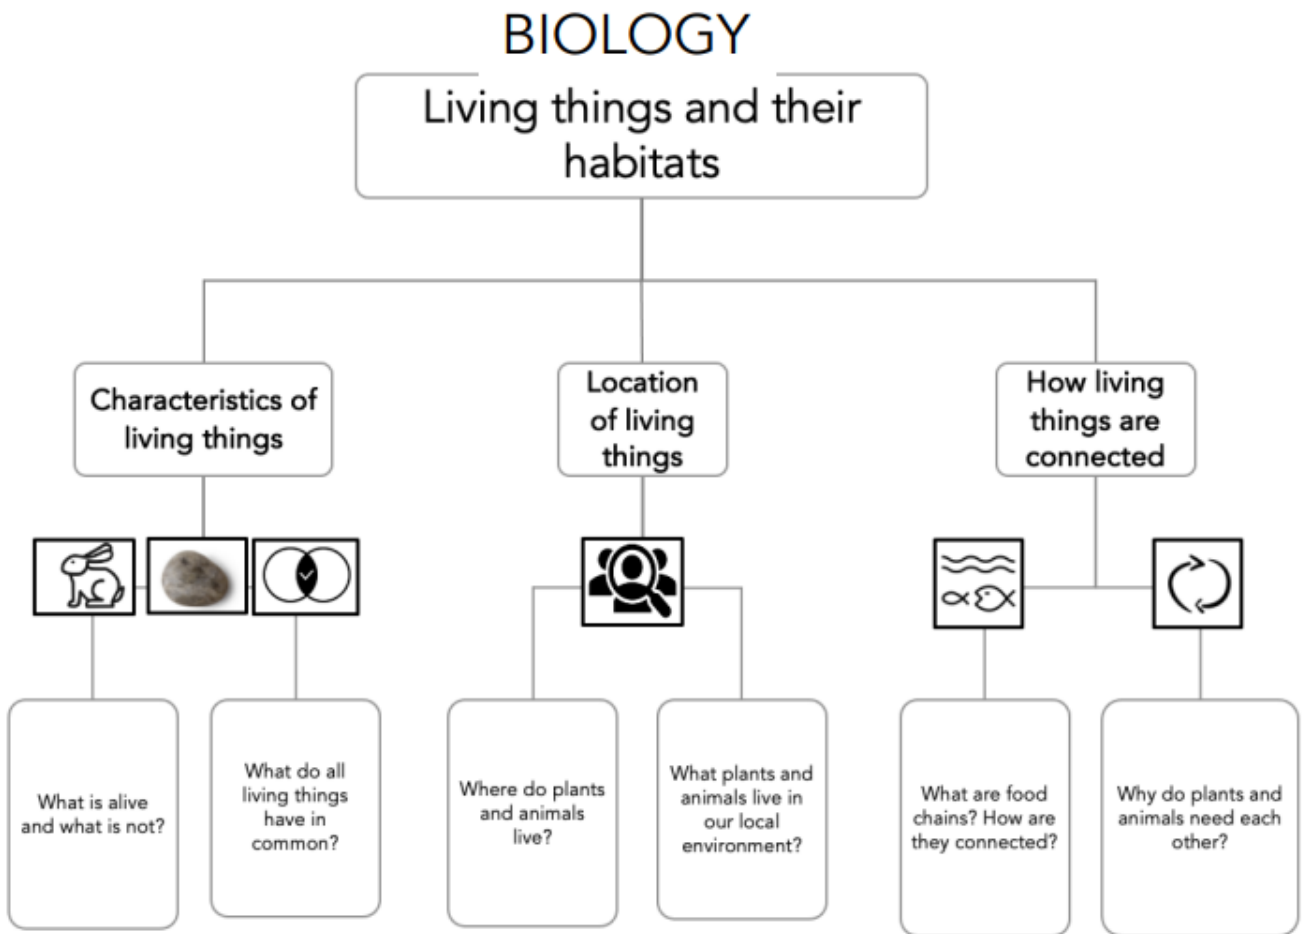 BIOLOGY
Living things and their
habitats
Characteristics of
living things
Location
of living
things
How living
things are
connected
What is alive
and what is not?
What do all
living things
have in
common?
Where do plants
and animals
live?
What plants and
animals live in
our local
environment?
What are food
chains? How are
they connected?
Why do plants and
animals need each
other?